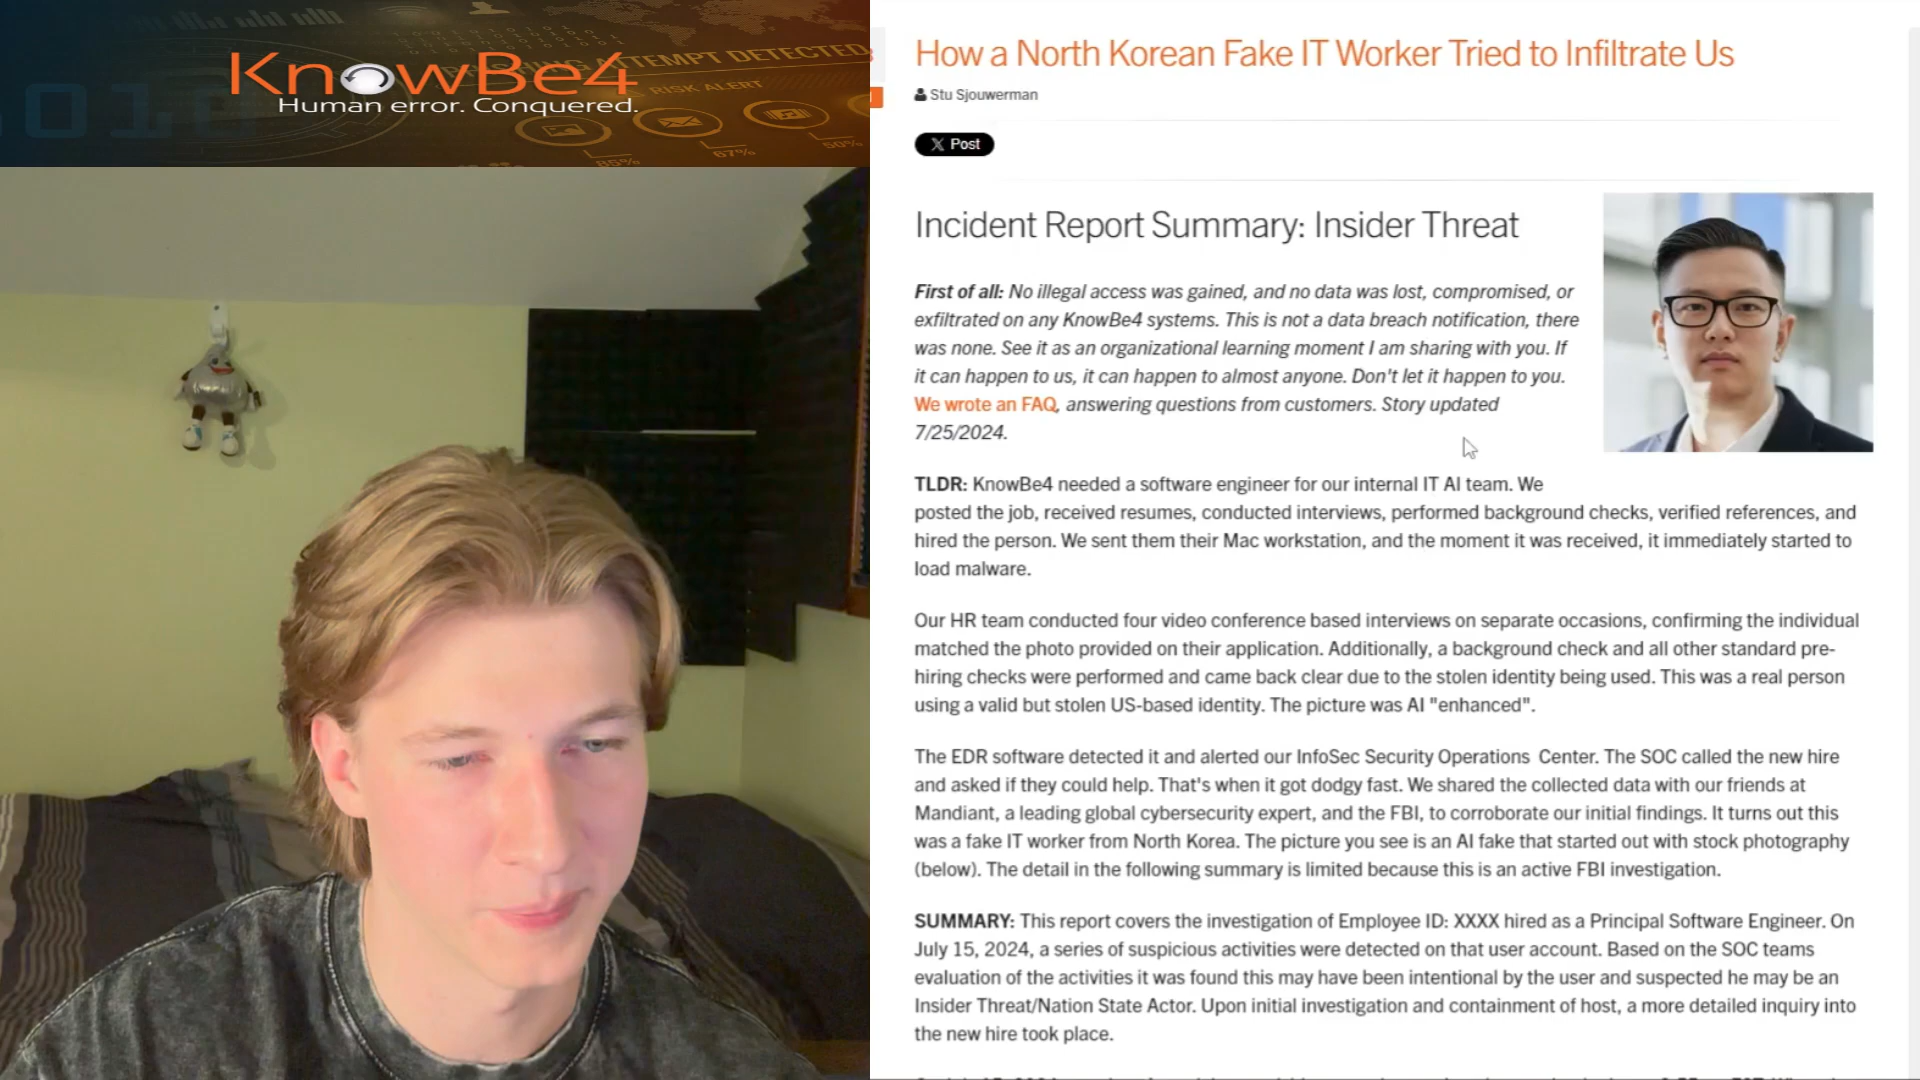 KnowBe4
Human error. Conquered.
ATTEMPT DETECTED
RISK ALERT
010
85%
67%
50%
How a North Korean Fake IT Worker Tried to Infiltrate Us
Stu Sjouwerman
X Post
Incident Report Summary: Insider Threat
First of all: No illegal access was gained, and no data was lost, compromised, or
exfiltrated on any KnowBe4 systems. This is not a data breach notification, there
was none. See it as an organizational learning moment I am sharing with you. If
it can happen to us, it can happen to almost anyone. Don't let it happen to you.
We wrote an FAQ, answering questions from customers. Story updated
7/25/2024.
TLDR: KnowBe4 needed a software engineer for our internal IT AI team. We
posted the job, received resumes, conducted interviews, performed background checks, verified references, and
hired the person. We sent them their Mac workstation, and the moment it was received, it immediately started to
load malware.
Our HR team conducted four video conference based interviews on separate occasions, confirming the individual
matched the photo provided on their application. Additionally, a background check and all other standard pre-
hiring checks were performed and came back clear due to the stolen identity being used. This was a real person
using a valid but stolen US-based identity. The picture was AI "enhanced".
The EDR software detected it and alerted our InfoSec Security Operations Center. The SOC called the new hire
and asked if they could help. That's when it got dodgy fast. We shared the collected data with our friends at
Mandiant, a leading global cybersecurity expert, and the FBI, to corroborate our initial findings. It turns out this
was a fake IT worker from North Korea. The picture you see is an AI fake that started out with stock photography
(below). The detail in the following summary is limited because this is an active FBI investigation.
SUMMARY: This report covers the investigation of Employee ID: XXXX hired as a Principal Software Engineer. On
July 15, 2024, a series of suspicious activities were detected on that user account. Based on the SOC teams
evaluation of the activities it was found this may have been intentional by the user and suspected he may be an
Insider Threat/Nation State Actor. Upon initial investigation and containment of host, a more detailed inquiry into
the new hire took place.